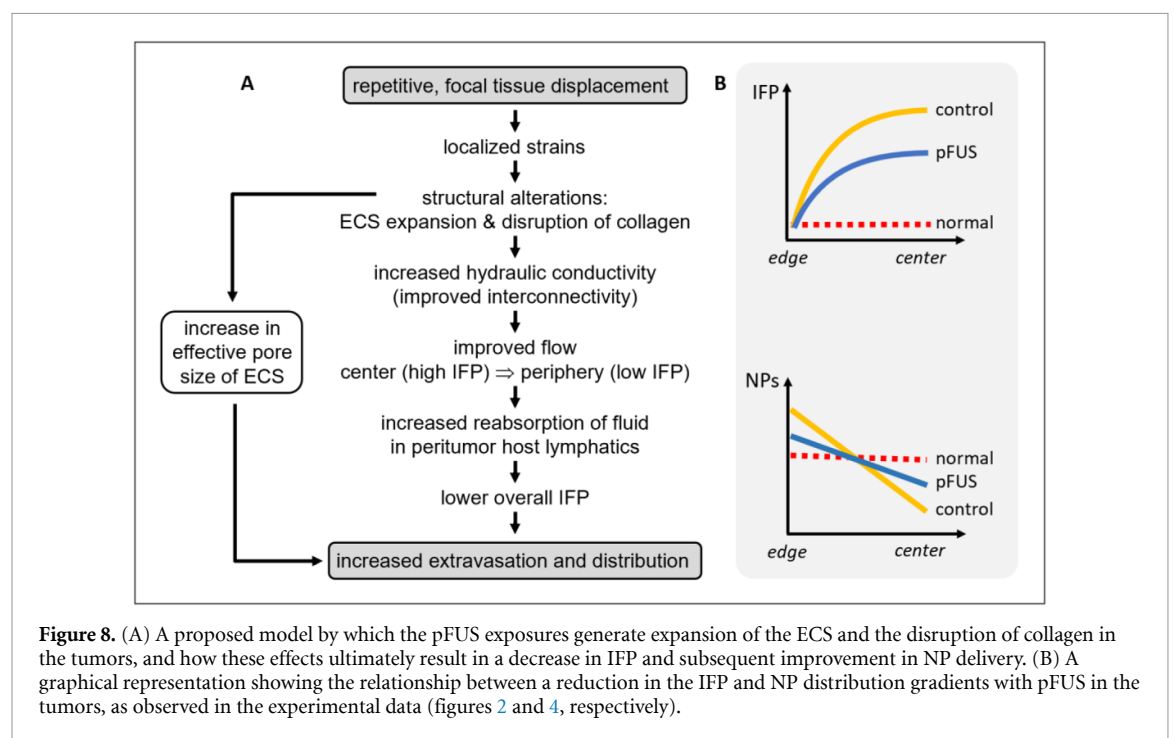 A
repetitive, focal tissue displacement
localized strains
structural alterations:
ECS expansion & disruption of collagen
increased hydraulic conductivity
(improved interconnectivity)
increase in
effective pore
size of ECS
improved flow
center (high IFP) ⇒ periphery (low IFP)
increased reabsorption of fluid
in peritumor host lymphatics
lower overall IFP
increased extravasation and distribution
B
IFP
control
pFUS
normal
edge
center
NPs
normal
pFUS
control
edge
center
Figure 8. (A) A proposed model by which the pFUS exposures generate expansion of the ECS and the disruption of collagen in
the tumors, and how these effects ultimately result in a decrease in IFP and subsequent improvement in NP delivery. (B) A
graphical representation showing the relationship between a reduction in the IFP and NP distribution gradients with pFUS in the
tumors, as observed in the experimental data (figures 2 and 4, respectively).